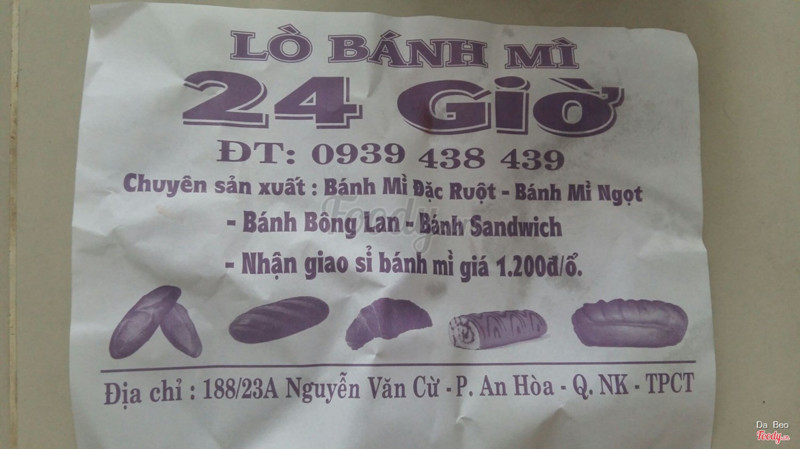 LÒ BÁNH MÌ
24 GIỜ
ĐT: 0939 438 439
Chuyên sản xuất : Bánh Mì Đặc Ruột - Bánh Mì Ngọt
- Bánh Bông Lan - Bánh Sandwich
- Nhận giao sỉ bánh mì giá 1.200đ/ổ.
Địa chỉ : 188/23A Nguyễn Văn Cừ - P. An Hòa - Q. NK - TPCT
Foody
Da Beo
Foody.vn